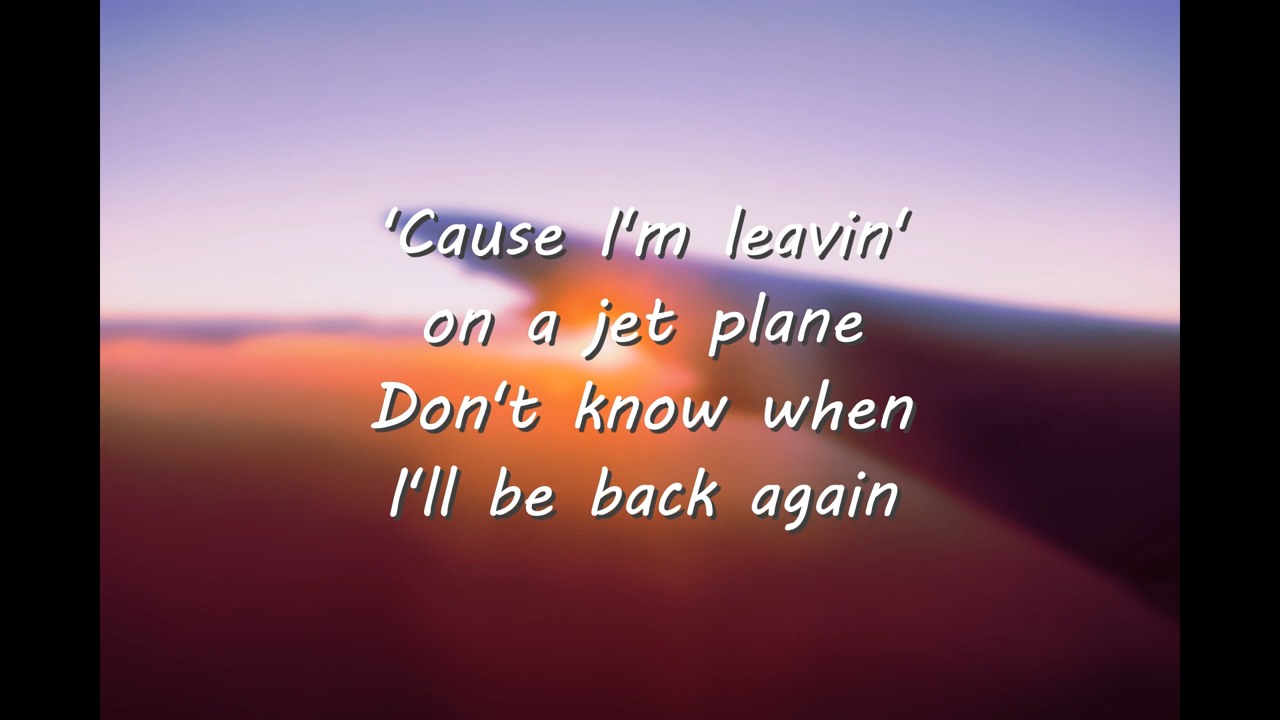 'Cause I'm leavin'
on a jet plane
Don't know when
I'll be back again